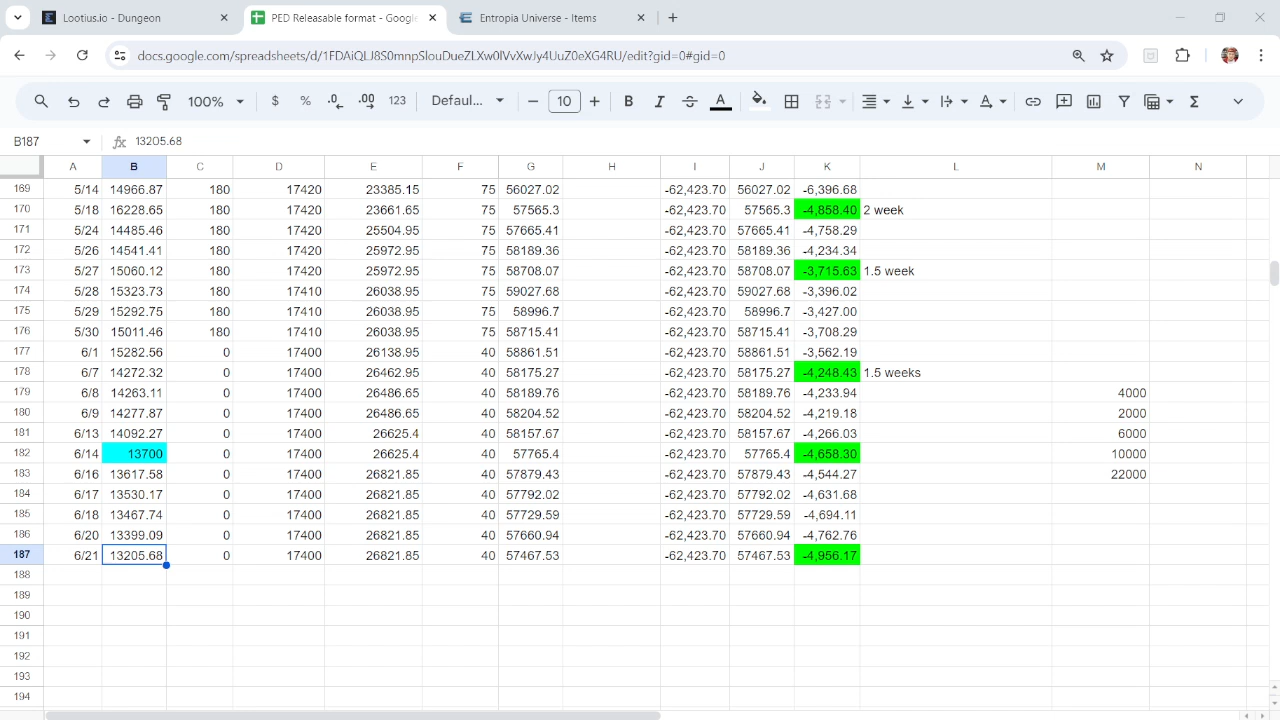 Lootius.io - Dungeon PED Releasable format - Google Entropia Universe - Items
docs.google.com/spreadsheets/d/1FDAiQLJ8S0mnpSlouDueZLXw0lVvXwJy4UuZ0eXG4RU/edit?gid=0#gid=0
100% $ % .0 .00 123 Defaul... 10 B I A
B187 fx 13205.68
A B C D E F G H I J K L M N
169 5/14 14966.87 180 17420 23385.15 75 56027.02 -62,423.70 56027.02 -6,396.68
170 5/18 16228.65 180 17420 23661.65 75 57565.3 -62,423.70 57565.3 -4,858.40 2 week
171 5/24 14485.46 180 17420 25504.95 75 57665.41 -62,423.70 57665.41 -4,758.29
172 5/26 14541.41 180 17420 25972.95 75 58189.36 -62,423.70 58189.36 -4,234.34
173 5/27 15060.12 180 17420 25972.95 75 58708.07 -62,423.70 58708.07 -3,715.63 1.5 week
174 5/28 15323.73 180 17410 26038.95 75 59027.68 -62,423.70 59027.68 -3,396.02
175 5/29 15292.75 180 17410 26038.95 75 58996.7 -62,423.70 58996.7 -3,427.00
176 5/30 15011.46 180 17410 26038.95 75 58715.41 -62,423.70 58715.41 -3,708.29
177 6/1 15282.56 0 17400 26138.95 40 58861.51 -62,423.70 58861.51 -3,562.19
178 6/7 14272.32 0 17400 26462.95 40 58175.27 -62,423.70 58175.27 -4,248.43 1.5 weeks
179 6/8 14263.11 0 17400 26486.65 40 58189.76 -62,423.70 58189.76 -4,233.94 4000
180 6/9 14277.87 0 17400 26486.65 40 58204.52 -62,423.70 58204.52 -4,219.18 2000
181 6/13 14092.27 0 17400 26625.4 40 58157.67 -62,423.70 58157.67 -4,266.03 6000
182 6/14 13700 0 17400 26625.4 40 57765.4 -62,423.70 57765.4 -4,658.30 10000
183 6/16 13617.58 0 17400 26821.85 40 57879.43 -62,423.70 57879.43 -4,544.27 22000
184 6/17 13530.17 0 17400 26821.85 40 57792.02 -62,423.70 57792.02 -4,631.68
185 6/18 13467.74 0 17400 26821.85 40 57729.59 -62,423.70 57729.59 -4,694.11
186 6/20 13399.09 0 17400 26821.85 40 57660.94 -62,423.70 57660.94 -4,762.76
187 6/21 13205.68 0 17400 26821.85 40 57467.53 -62,423.70 57467.53 -4,956.17
188
189
190
191
192
193
194